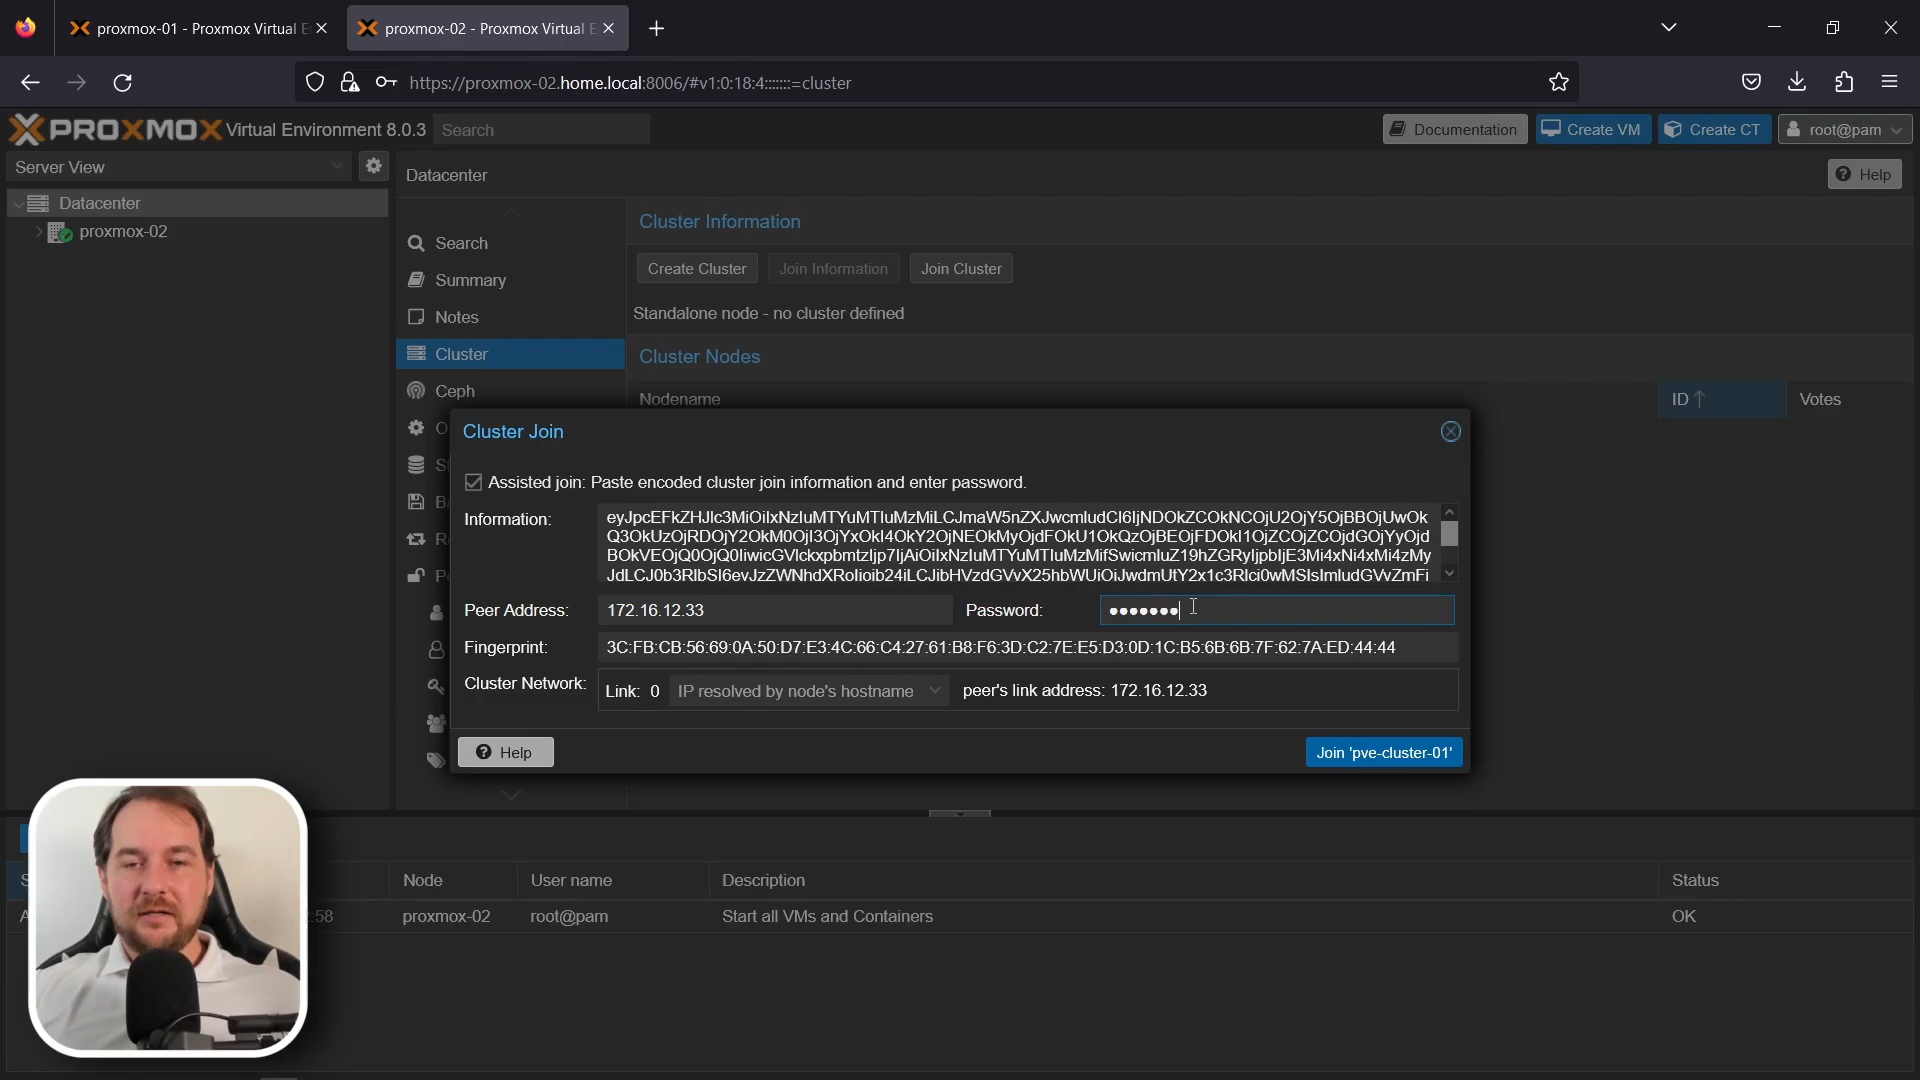 proxmox-01 - Proxmox Virtual E
proxmox-02 - Proxmox Virtual E
https://proxmox-02.home.local:8006/#v1:0:18:4:::::::=cluster
PROXMOX Virtual Environment 8.0.3
Search
Documentation
Create VM
Create CT
root@pam
Server View
Datacenter
Help
Datacenter
proxmox-02
Search
Summary
Notes
Cluster
Ceph
Cluster Information
Create Cluster
Join Information
Join Cluster
Standalone node - no cluster defined
Cluster Nodes
Nodename
ID
Votes
Cluster Join
Assisted join: Paste encoded cluster join information and enter password.
Information:
Peer Address:
172.16.12.33
Password:
●●●●●●●
Fingerprint:
3C:FB:CB:56:69:0A:50:D7:E3:4C:66:C4:27:61:B8:F6:3D:C2:7E:E5:D3:0D:1C:B5:6B:6B:7F:62:7A:ED:44:44
Cluster Network:
Link: 0
IP resolved by node's hostname
peer's link address: 172.16.12.33
Help
Join 'pve-cluster-01'
Node
User name
Description
Status
:58
proxmox-02
root@pam
Start all VMs and Containers
OK